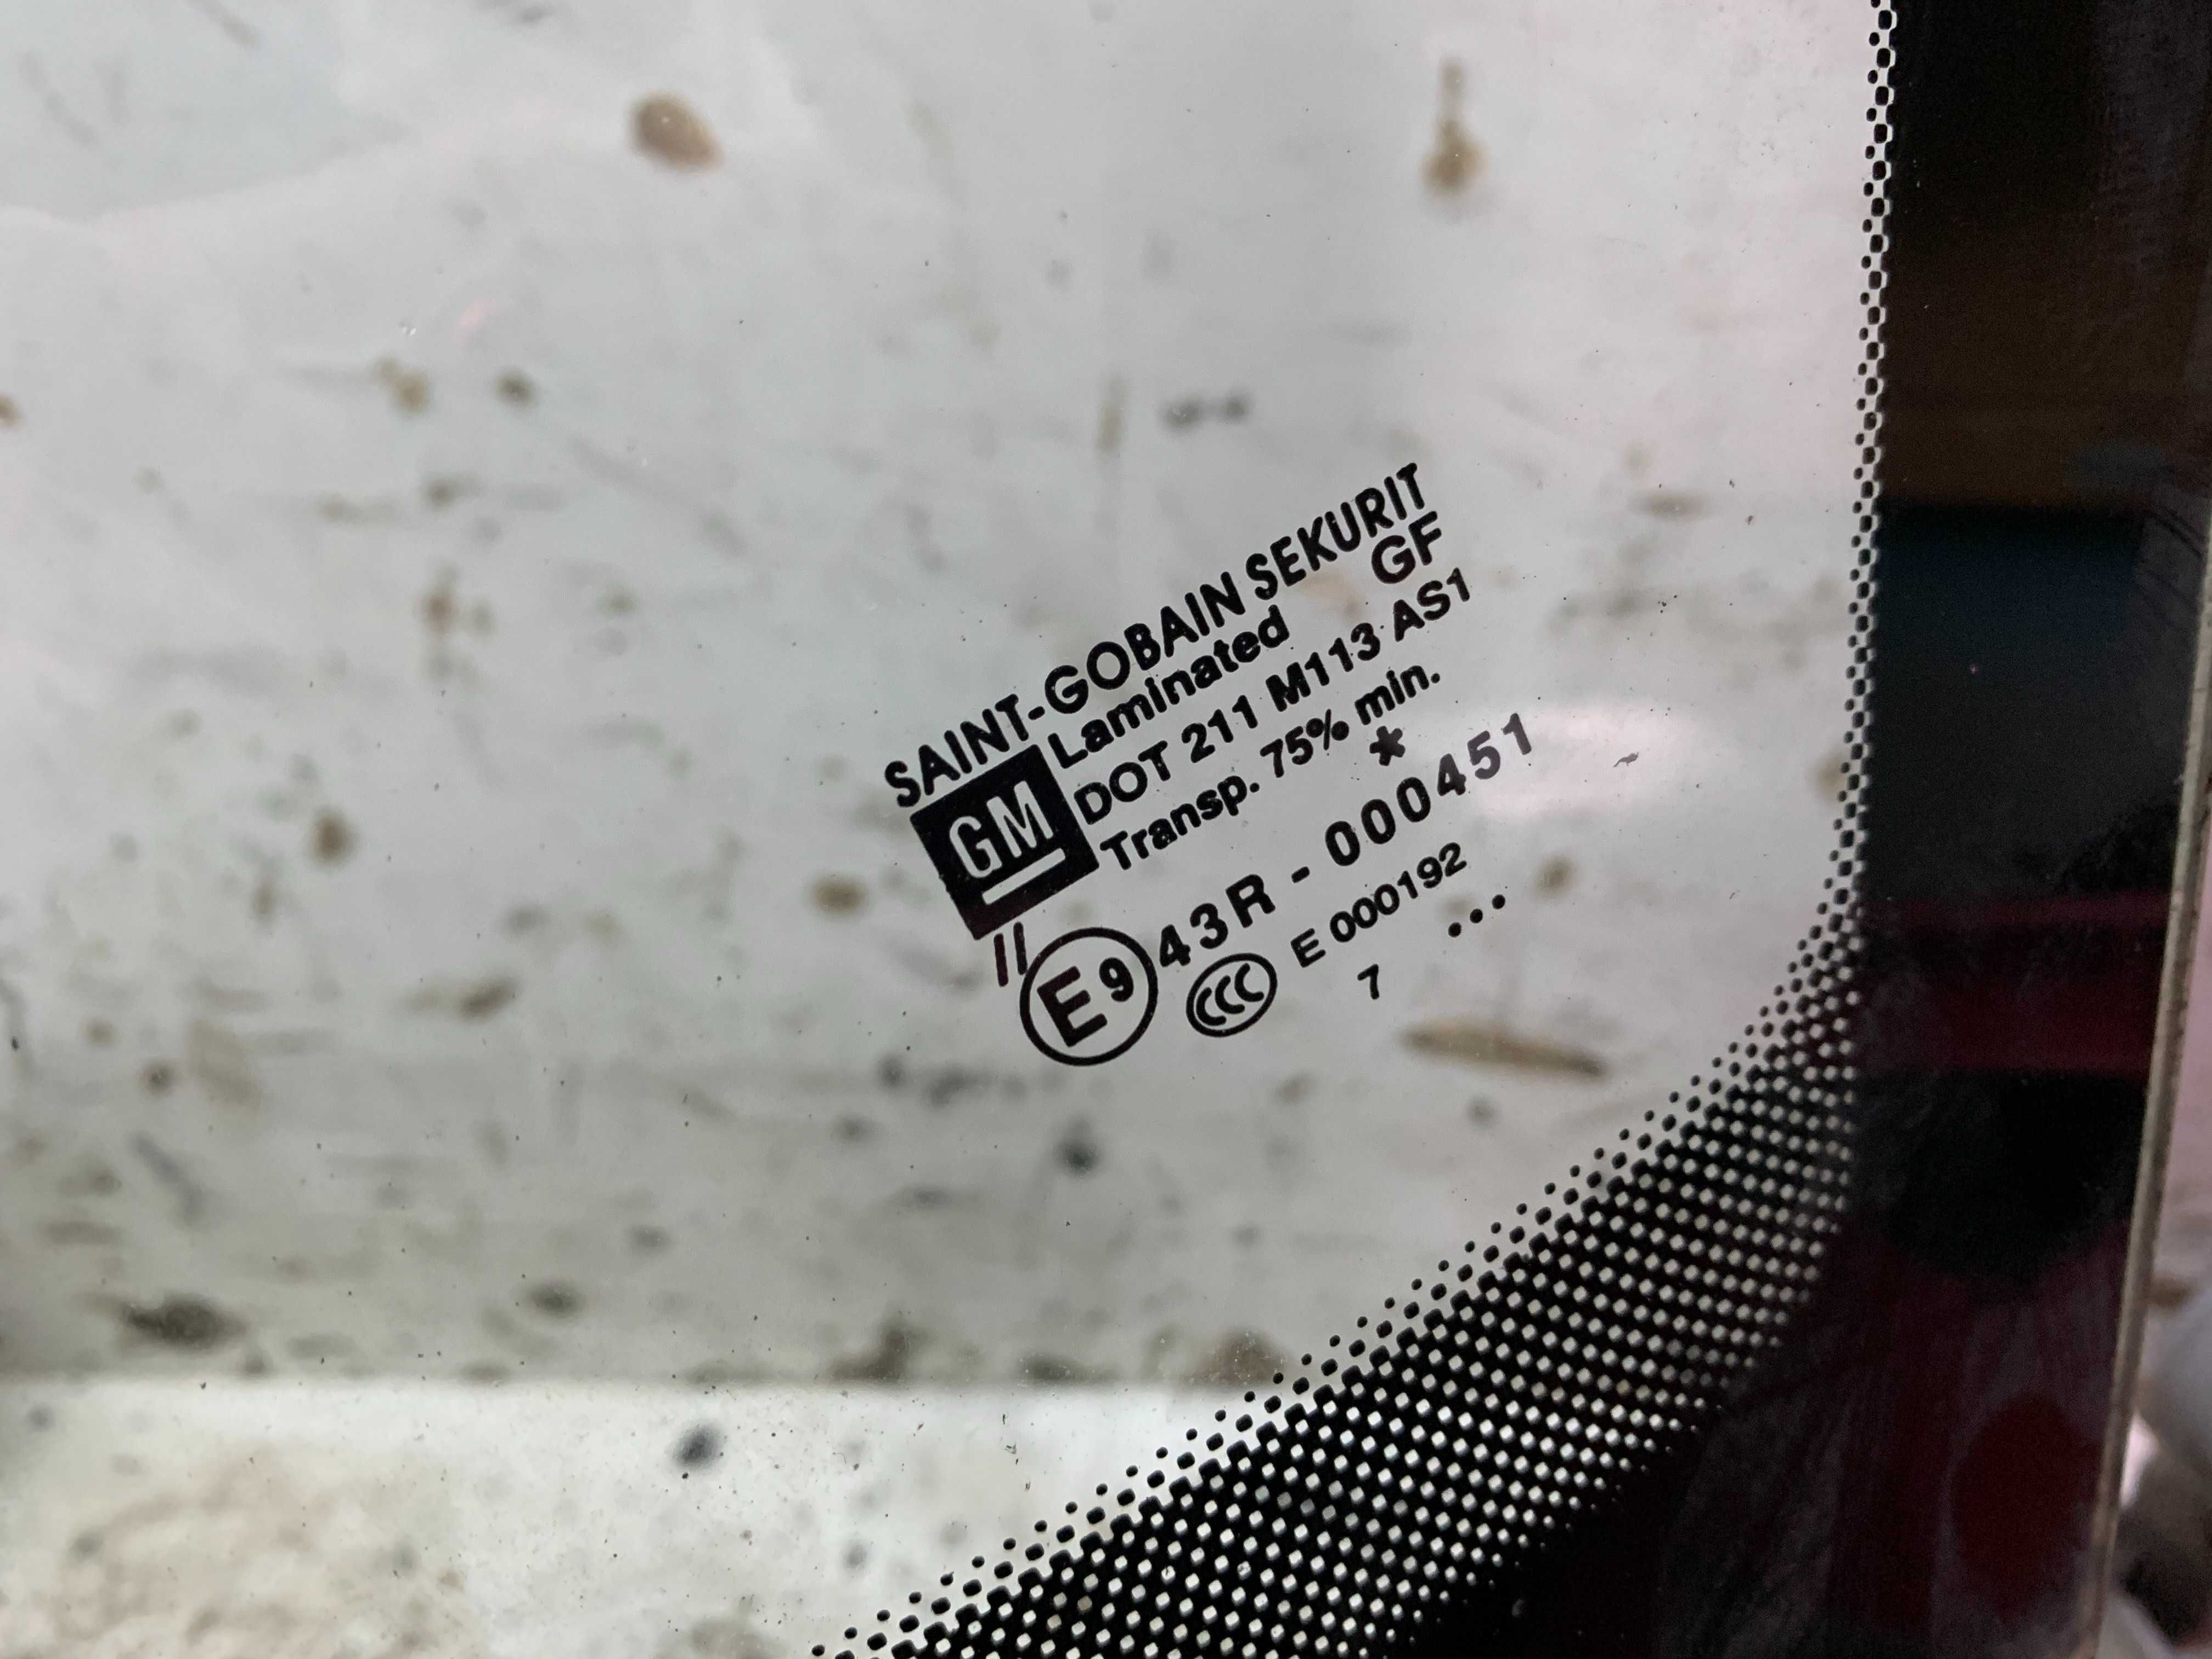 SAINT-GOBAIN SEKURIT
Laminated GF
GM DOT 211 M113 AS1
Transp. 75% min.
*
//
E9 43R - 000451
CCC E 000192
7 ...